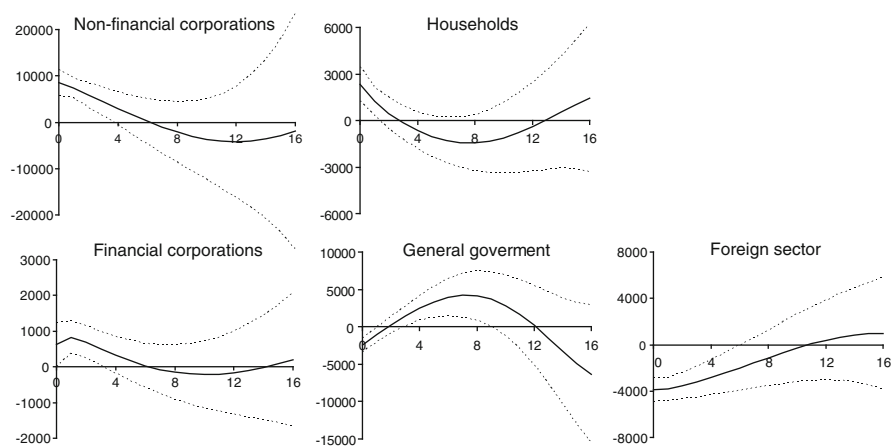 Non-financial corporations
20000
10000
0
-10000
-20000
0 4 8 12 16
Households
6000
3000
0
-3000
-6000
0 4 8 12 16
Financial corporations
3000
2000
1000
0
-1000
-2000
0 4 8 12 16
General goverment
10000
5000
0
-5000
-10000
-15000
0 4 8 12 16
Foreign sector
8000
4000
0
-4000
-8000
0 4 8 12 16